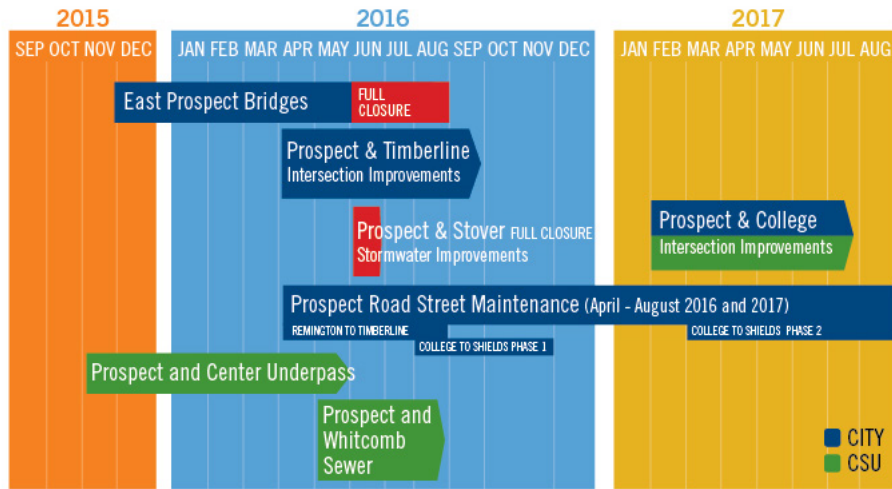 2015
2016
2017
SEP OCT NOV DEC
JAN FEB MAR APR MAY JUN JUL AUG SEP OCT NOV DEC
JAN FEB MAR APR MAY JUN JUL AUG
East Prospect Bridges
FULL
CLOSURE
Prospect & Timberline
Intersection Improvements
Prospect & Stover FULL CLOSURE
Stormwater Improvements
Prospect & College
Intersection Improvements
Prospect Road Street Maintenance (April - August 2016 and 2017)
REMINGTON TO TIMBERLINE
COLLEGE TO SHIELDS PHASE 2
COLLEGE TO SHIELDS PHASE 1
Prospect and Center Underpass
Prospect and
Whitcomb
Sewer
CITY
CSU